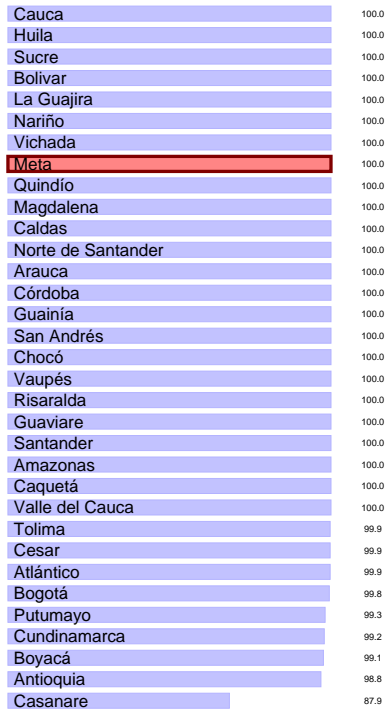 Cauca 100.0
Huila 100.0
Sucre 100.0
Bolivar 100.0
La Guajira 100.0
Nariño 100.0
Vichada 100.0
Meta 100.0
Quindío 100.0
Magdalena 100.0
Caldas 100.0
Norte de Santander 100.0
Arauca 100.0
Córdoba 100.0
Guainía 100.0
San Andrés 100.0
Chocó 100.0
Vaupés 100.0
Risaralda 100.0
Guaviare 100.0
Santander 100.0
Amazonas 100.0
Caquetá 100.0
Valle del Cauca 100.0
Tolima 99.9
Cesar 99.9
Atlántico 99.9
Bogotá 99.8
Putumayo 99.3
Cundinamarca 99.2
Boyacá 99.1
Antioquia 98.8
Casanare 87.9